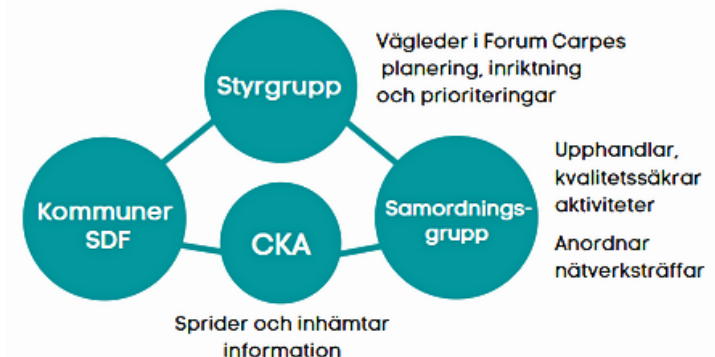 Styrgrupp
Vägleder i Forum Carpes
planering, inriktning
och prioriteringar
Kommuner
SDF
CKA
Samordnings-
grupp
Upphandlar,
kvalitetssäkrar
aktiviteter
Anordnar
nätverksträffar
Sprider och inhämtar
information